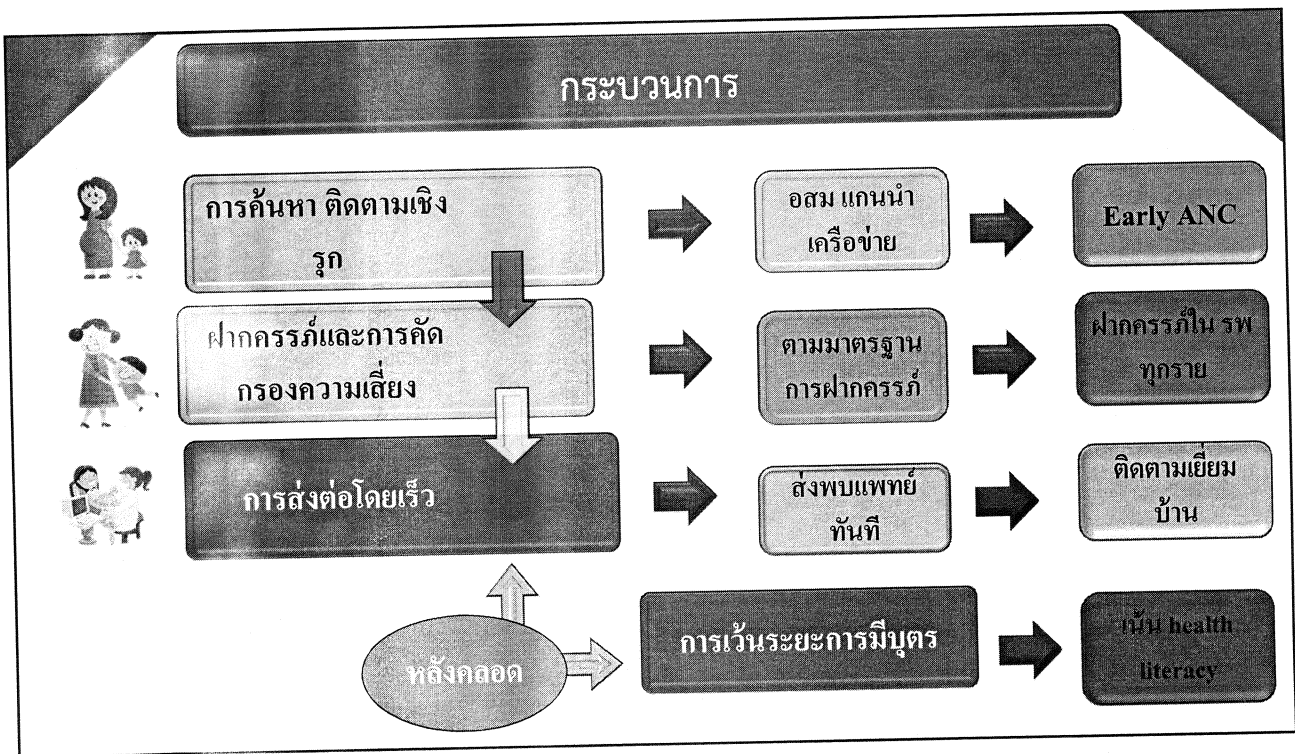 กระบวนการ
การค้นหา ติดตามเชิง
รุก
อสม แกนนำ
เครือข่าย
Early ANC
ฝากครรภ์และการคัด
กรองความเสี่ยง
ตามมาตรฐาน
การฝากครรภ์
ฝากครรภ์ใน รพ
ทุกราย
การส่งต่อโดยเร็ว
ส่งพบแพทย์
ทันที
ติดตามเยี่ยม
บ้าน
หลังคลอด
การเว้นระยะการมีบุตร
เน้น health
literacy